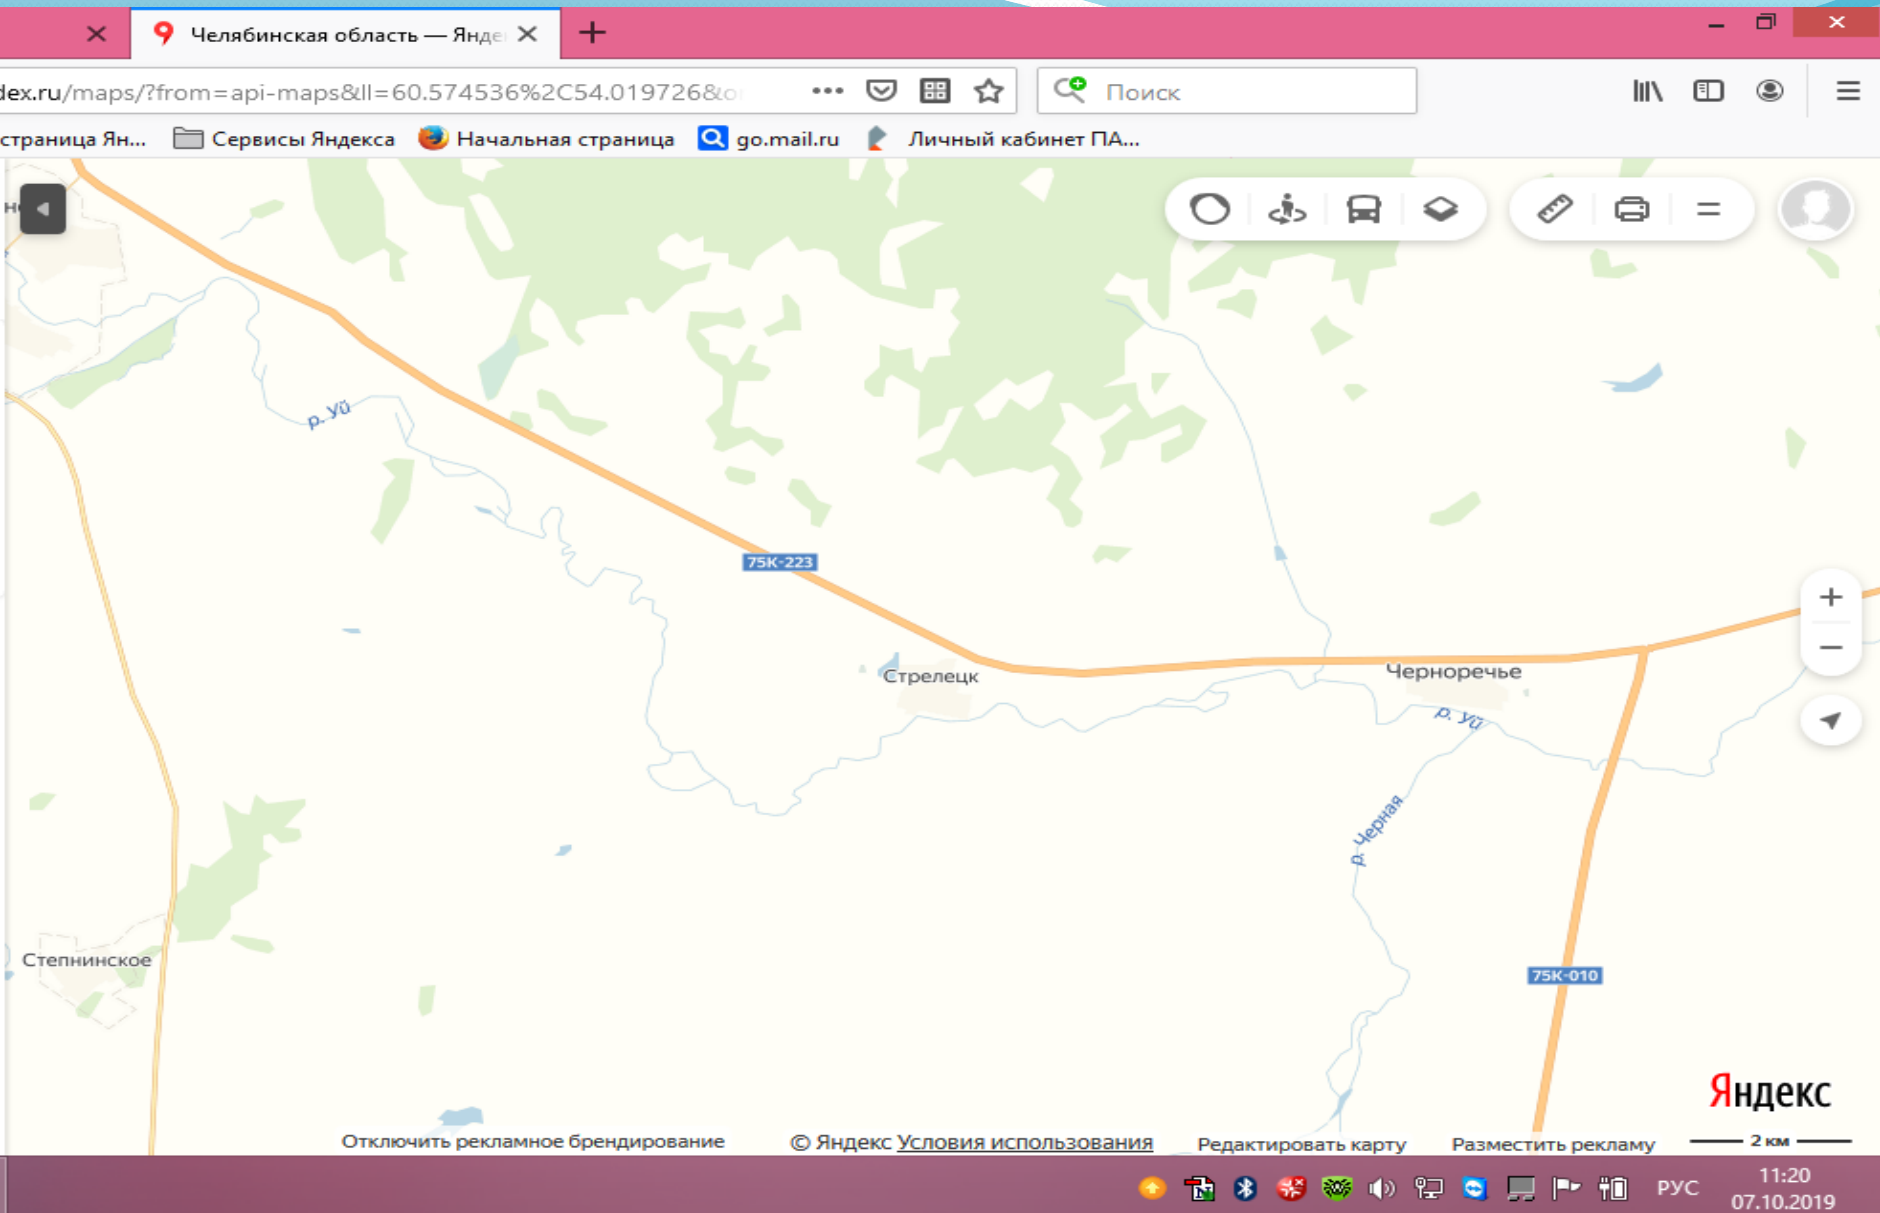 Челябинская область — Янде
dex.ru/maps/?from=api-maps&ll=60.574536%2C54.019726&o
Поиск
страница Ян...
Сервисы Яндекса
Начальная страница
go.mail.ru
Личный кабинет ПА...
р. Уй
75К-223
Стрелецк
Черноречье
р. Уй
р. Черная
Степнинское
75К-010
Яндекс
Отключить рекламное брендирование
© Яндекс Условия использования
Редактировать карту
Разместить рекламу
2 км
РУС
11:20
07.10.2019